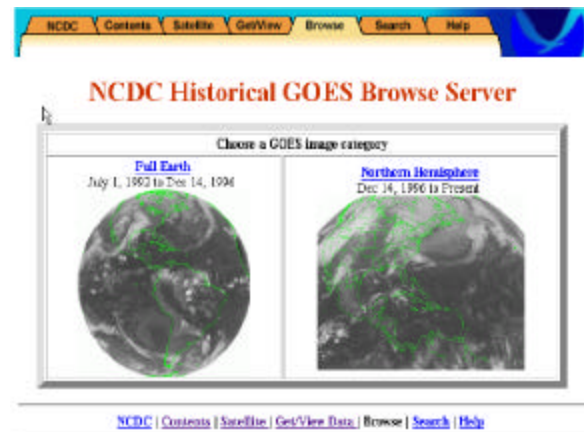 NCDC Contents Satellite Get/View Browse Search Help
NCDC Historical GOES Browse Server
Choose a GOES image category
Full Earth
July 1, 1992 to Dec 14, 1996
Northern Hemisphere
Dec 14, 1996 to Present
NCDC | Contents | Satellite | Get/View Data | Browse | Search | Help